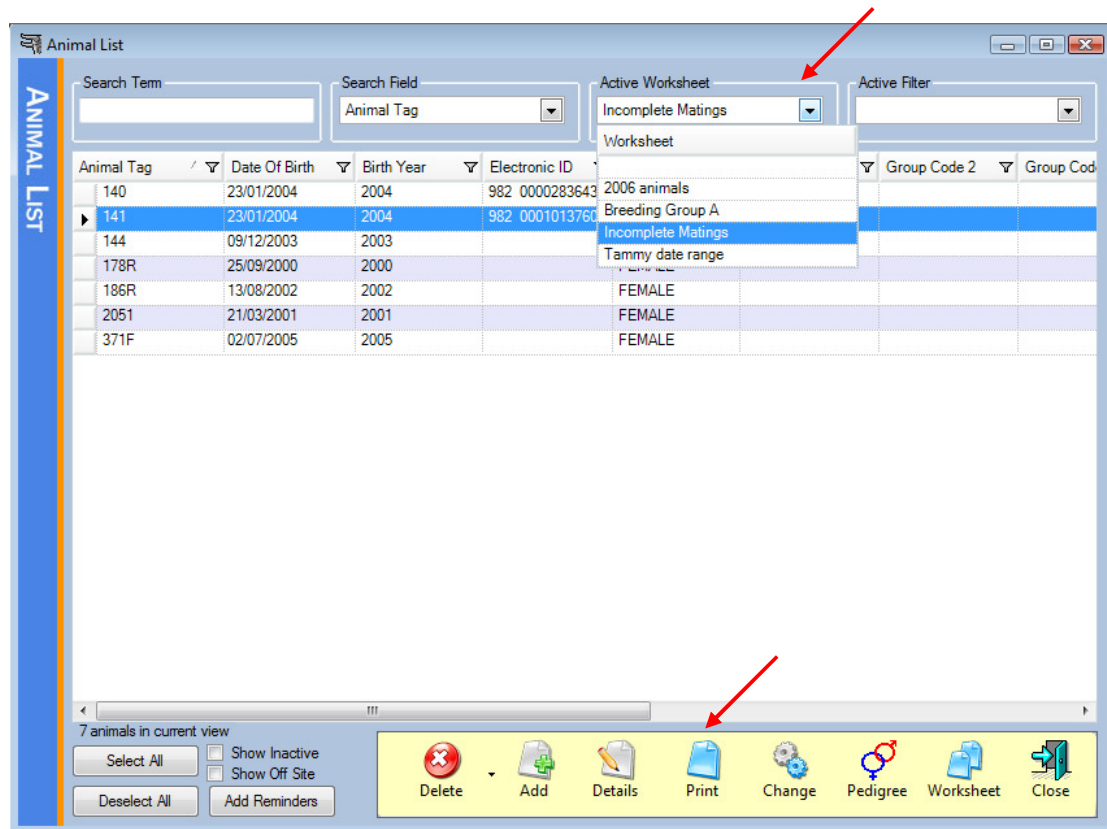 Animal List
ANIMAL LIST
Search Term
Search Field
Active Worksheet
Active Filter
Animal Tag
Incomplete Matings
Worksheet
2006 animals
Breeding Group A
Incomplete Matings
Tammy date range
Animal Tag Date Of Birth Birth Year Electronic ID Group Code 2 Group Cod
140 23/01/2004 2004 982 0000283643
141 23/01/2004 2004 982 0001013760
144 09/12/2003 2003
178R 25/09/2000 2000
186R 13/08/2002 2002 FEMALE
2051 21/03/2001 2001 FEMALE
371F 02/07/2005 2005 FEMALE
7 animals in current view
Select All
Show Inactive
Show Off Site
Deselect All
Add Reminders
Delete Add Details Print Change Pedigree Worksheet Close